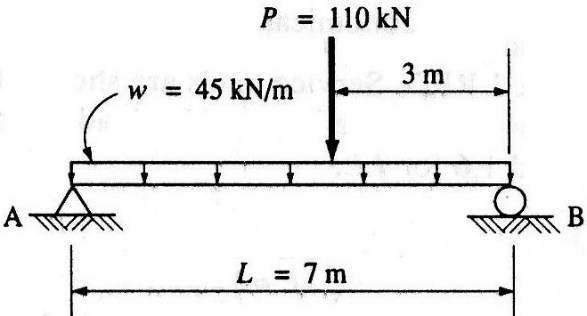 P = 110 kN
3 m
w = 45 kN/m
A
B
L = 7 m